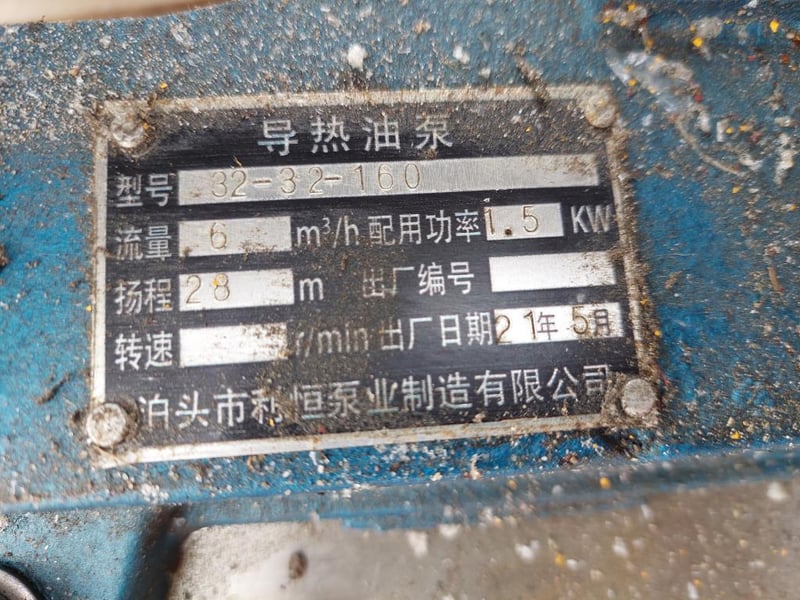 导热油泵
型号 32-32-160
流量 6 m³/h 配用功率 1.5 KW
扬程 28 m 出厂编号
转速 r/min 出厂日期 21年5月
泊头市利恒泵业制造有限公司